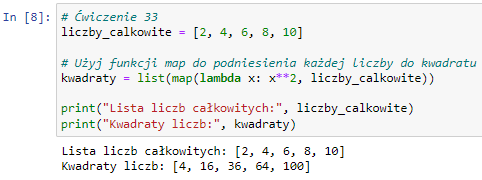 In [8]: # Ćwiczenie 33
liczby_calkowite = [2, 4, 6, 8, 10]
# Użyj funkcji map do podniesienia każdej liczby do kwadratu
kwadraty = list(map(lambda x: x**2, liczby_calkowite))
print("Lista liczb całkowitych:", liczby_calkowite)
print("Kwadraty liczb:", kwadraty)
Lista liczb całkowitych: [2, 4, 6, 8, 10]
Kwadraty liczb: [4, 16, 36, 64, 100]